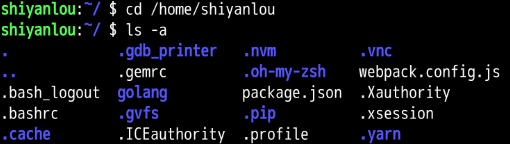 shiyanlou:~/ $ cd /home/shiyanlou
shiyanlou:~/ $ ls -a
. .gdb_printer .nvm .vnc
.. .gemrc .oh-my-zsh webpack.config.js
.bash_logout golang package.json .Xauthority
.bashrc .gvfs .pip .xsession
.cache .ICEauthority .profile .yarn